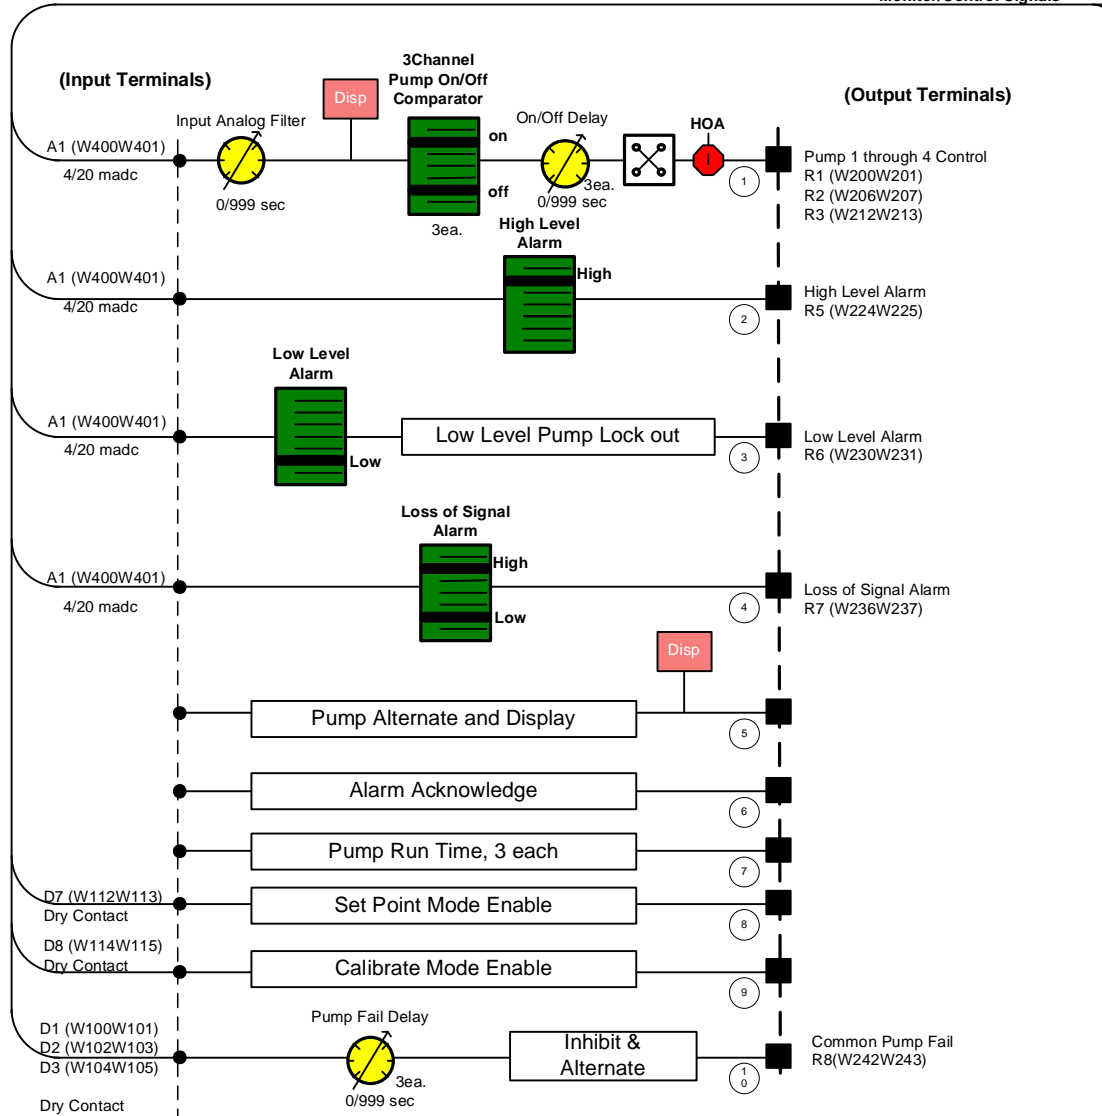 Monitor/Control Signals
(Input Terminals)
3Channel
Pump On/Off
Comparator
(Output Terminals)
Disp
Input Analog Filter
On/Off Delay
HOA
on
A1 (W400W401)
4/20 madc
I
off
3ea.
0/999 sec
0/999 sec
3ea.
1
Pump 1 through 4 Control
R1 (W200W201)
R2 (W206W207)
R3 (W212W213)
High Level
Alarm
High
A1 (W400W401)
4/20 madc
2
High Level Alarm
R5 (W224W225)
Low Level
Alarm
A1 (W400W401)
4/20 madc
Low
Low Level Pump Lock out
3
Low Level Alarm
R6 (W230W231)
Loss of Signal
Alarm
High
A1 (W400W401)
4/20 madc
Low
4
Loss of Signal Alarm
R7 (W236W237)
Disp
Pump Alternate and Display
5
Alarm Acknowledge
6
Pump Run Time, 3 each
7
D7 (W112W113)
Dry Contact
Set Point Mode Enable
8
D8 (W114W115)
Dry Contact
Calibrate Mode Enable
9
D1 (W100W101)
D2 (W102W103)
D3 (W104W105)
Dry Contact
Pump Fail Delay
3ea.
0/999 sec
Inhibit &
Alternate
1
0
Common Pump Fail
R8(W242W243)